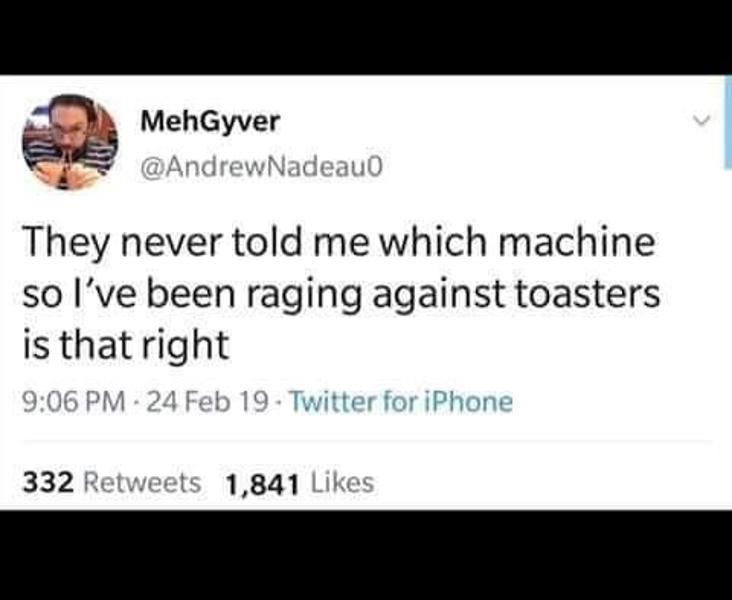 MehGyver
@AndrewNadeau0
They never told me which machine
so I've been raging against toasters
is that right
9:06 PM · 24 Feb 19 · Twitter for iPhone
332 Retweets 1,841 Likes